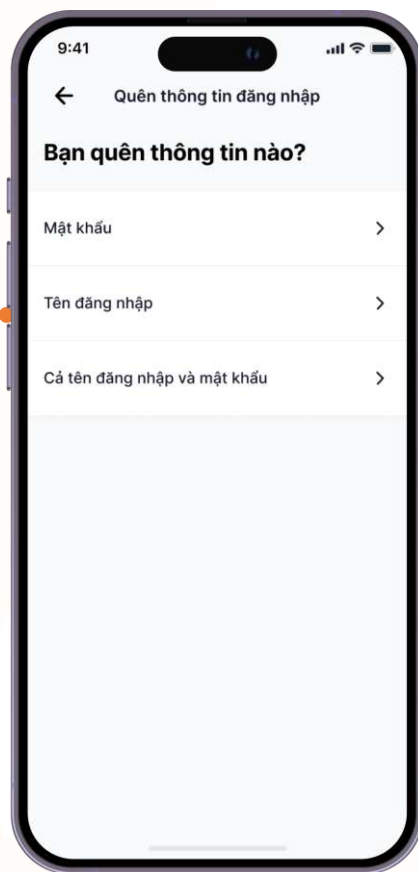 9:41
Quên thông tin đăng nhập
Bạn quên thông tin nào?
Mật khẩu
Tên đăng nhập
Cả tên đăng nhập và mật khẩu